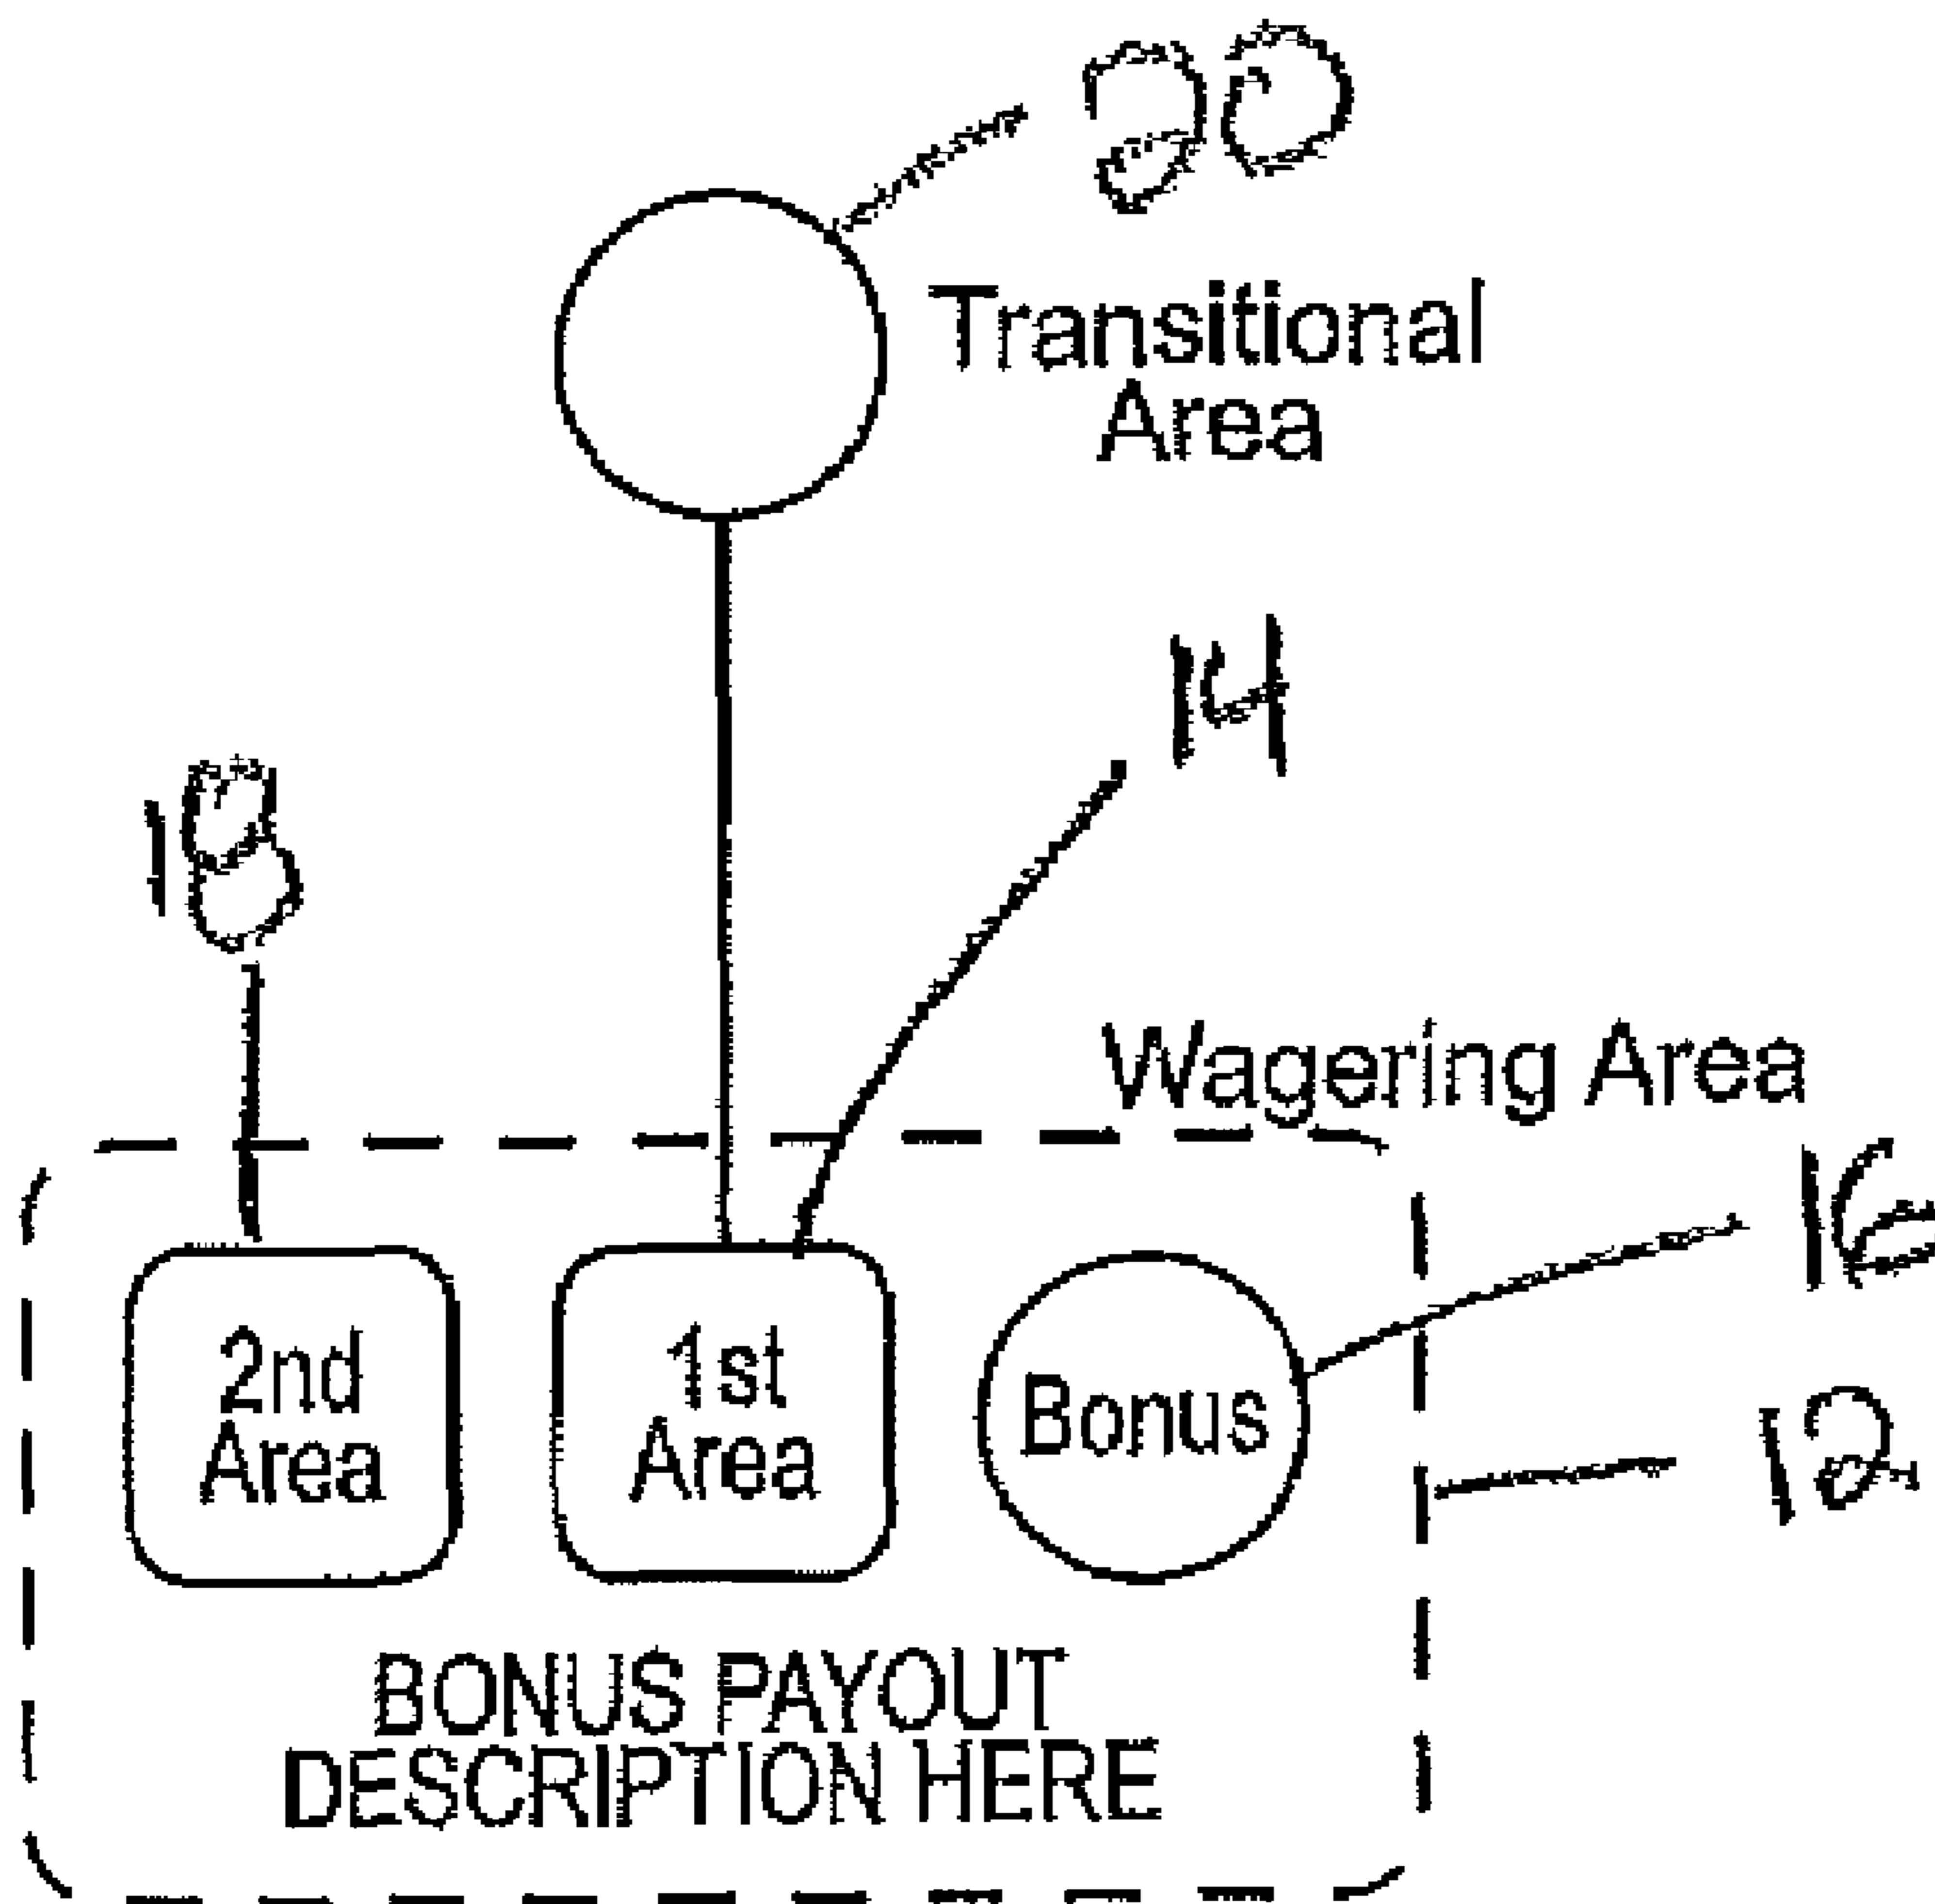 20
Transitional
Area
14
18
Wagering Area
16
2nd
Area
1st
Area
Bonus
12
BONUS PAYOUT
DESCRIPTION HERE